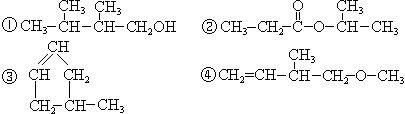 CH₃ CH₃
① CH₃—CH—CH—CH₂OH
O CH₃
② CH₃—CH₂—C—O—CH—CH₃
CH
③ CH CH₂
CH₂—CH—CH₃
CH₃
④ CH₂=CH—CH—CH₂—O—CH₃